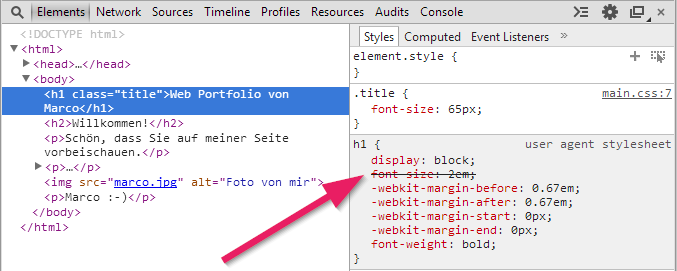 Elements Network Sources Timeline Profiles Resources Audits Console
<!DOCTYPE html>
<html>
<head>…</head>
<body>
<h1 class="title">Web Portfolio von
Marco</h1>
<h2>Willkommen!</h2>
<p>Schön, dass Sie auf meiner Seite
vorbeischauen.</p>
<p>…</p>
<img src="marco.jpg" alt="Foto von mir">
<p>Marco :-)</p>
</body>
</html>
Styles Computed Event Listeners »
element.style {
}
.title { main.css:7
font-size: 65px;
}
h1 { user agent stylesheet
display: block;
font-size: 2em;
-webkit-margin-before: 0.67em;
-webkit-margin-after: 0.67em;
-webkit-margin-start: 0px;
-webkit-margin-end: 0px;
font-weight: bold;
}